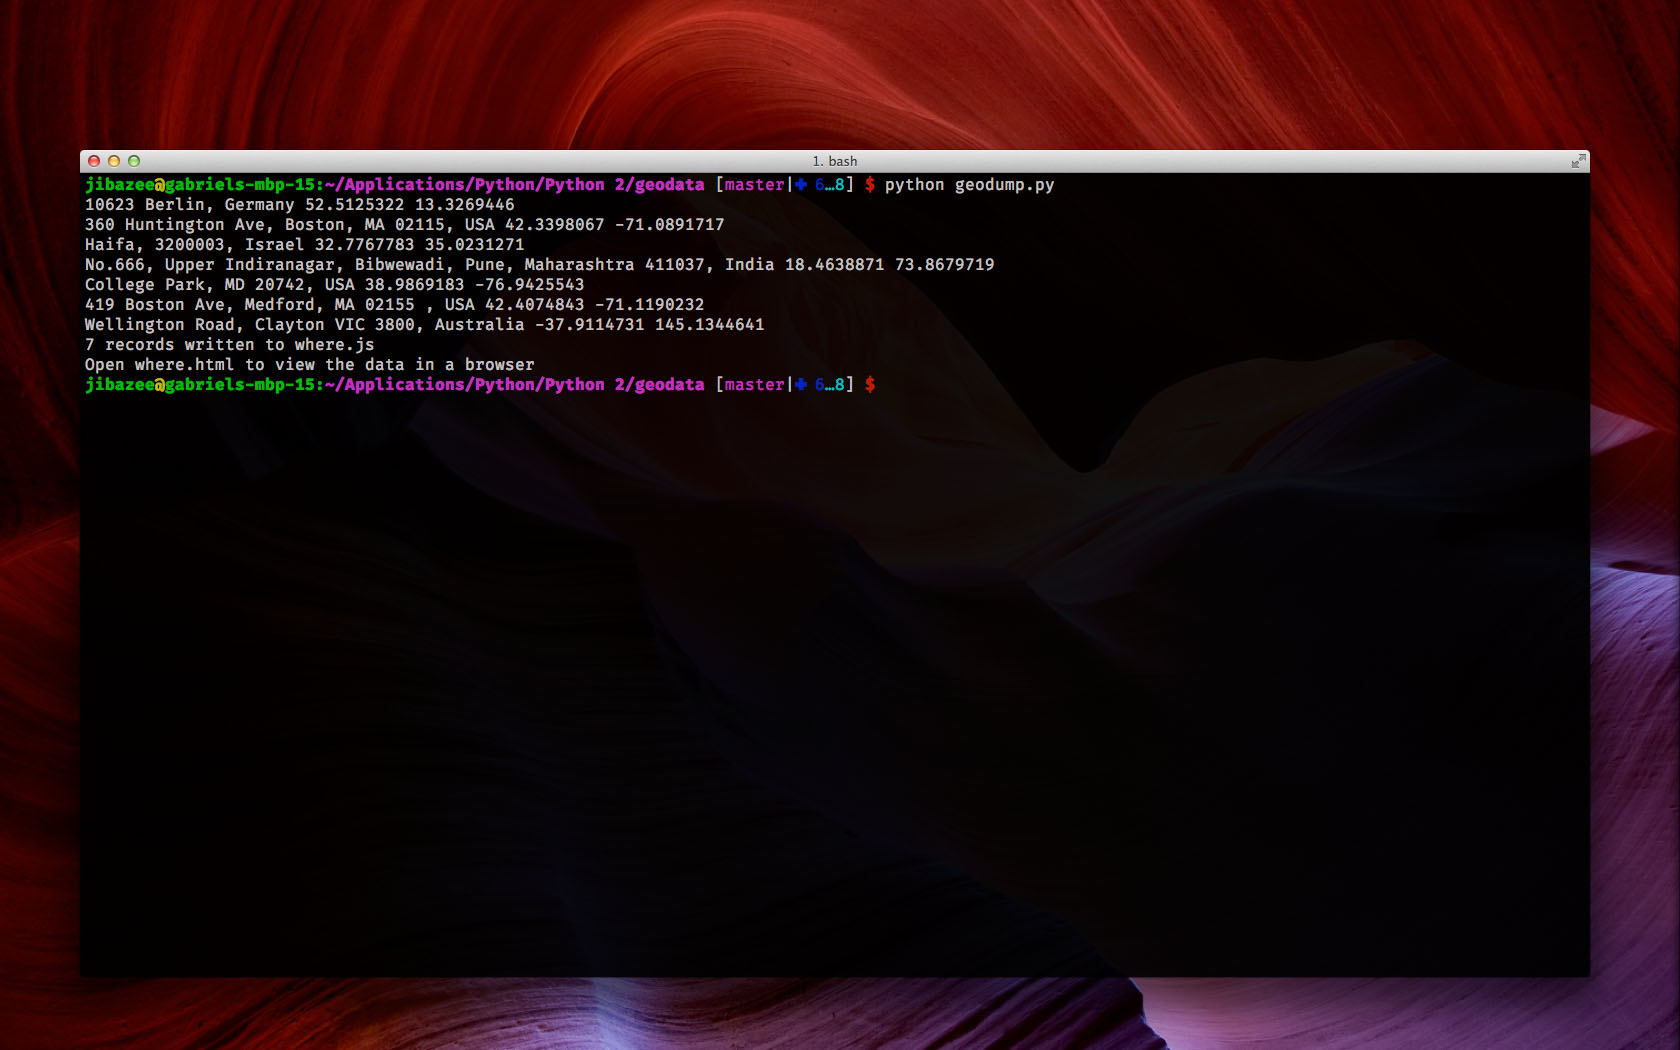 1. bash
jibazee@gabriels-mbp-15:~/Applications/Python/Python 2/geodata [master|✚ 6…8] $ python geodump.py
10623 Berlin, Germany 52.5125322 13.3269446
360 Huntington Ave, Boston, MA 02115, USA 42.3398067 -71.0891717
Haifa, 3200003, Israel 32.7767783 35.0231271
No.666, Upper Indiranagar, Bibwewadi, Pune, Maharashtra 411037, India 18.4638871 73.8679719
College Park, MD 20742, USA 38.9869183 -76.9425543
419 Boston Ave, Medford, MA 02155 , USA 42.4074843 -71.1190232
Wellington Road, Clayton VIC 3800, Australia -37.9114731 145.1344641
7 records written to where.js
Open where.html to view the data in a browser
jibazee@gabriels-mbp-15:~/Applications/Python/Python 2/geodata [master|✚ 6…8] $